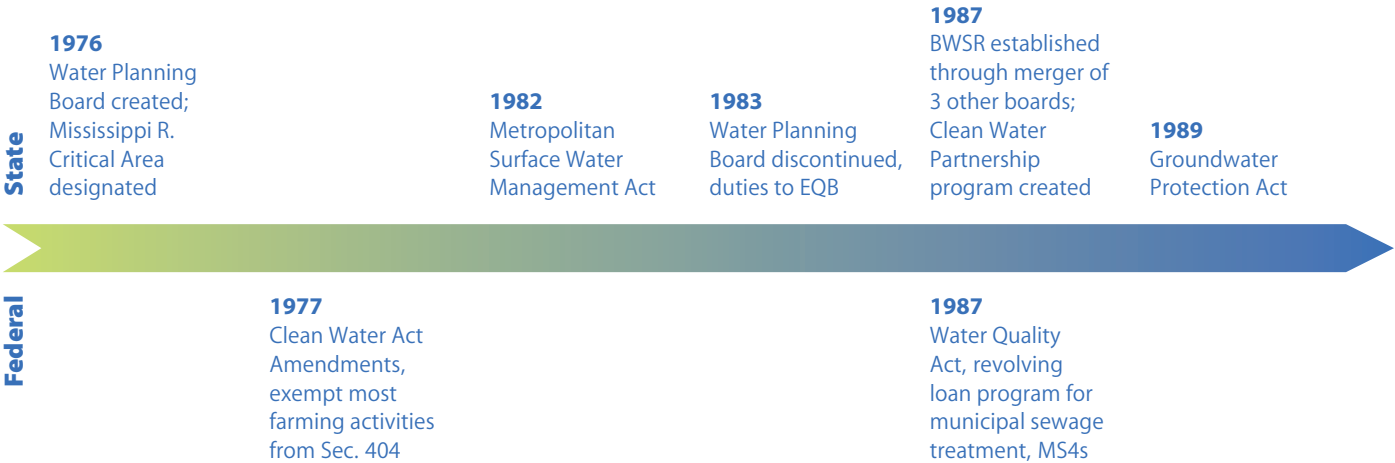 State
1976
Water Planning
Board created;
Mississippi R.
Critical Area
designated
1982
Metropolitan
Surface Water
Management Act
1983
Water Planning
Board discontinued,
duties to EQB
1987
BWSR established
through merger of
3 other boards;
Clean Water
Partnership
program created
1989
Groundwater
Protection Act
Federal
1977
Clean Water Act
Amendments,
exempt most
farming activities
from Sec. 404
1987
Water Quality
Act, revolving
loan program for
municipal sewage
treatment, MS4s